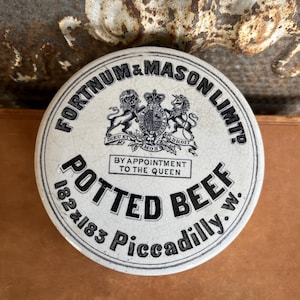 FORTNUM & MASON LIMTD
BY APPOINTMENT
TO THE QUEEN
POTTED BEEF
182 & 183 Piccadilly. W.